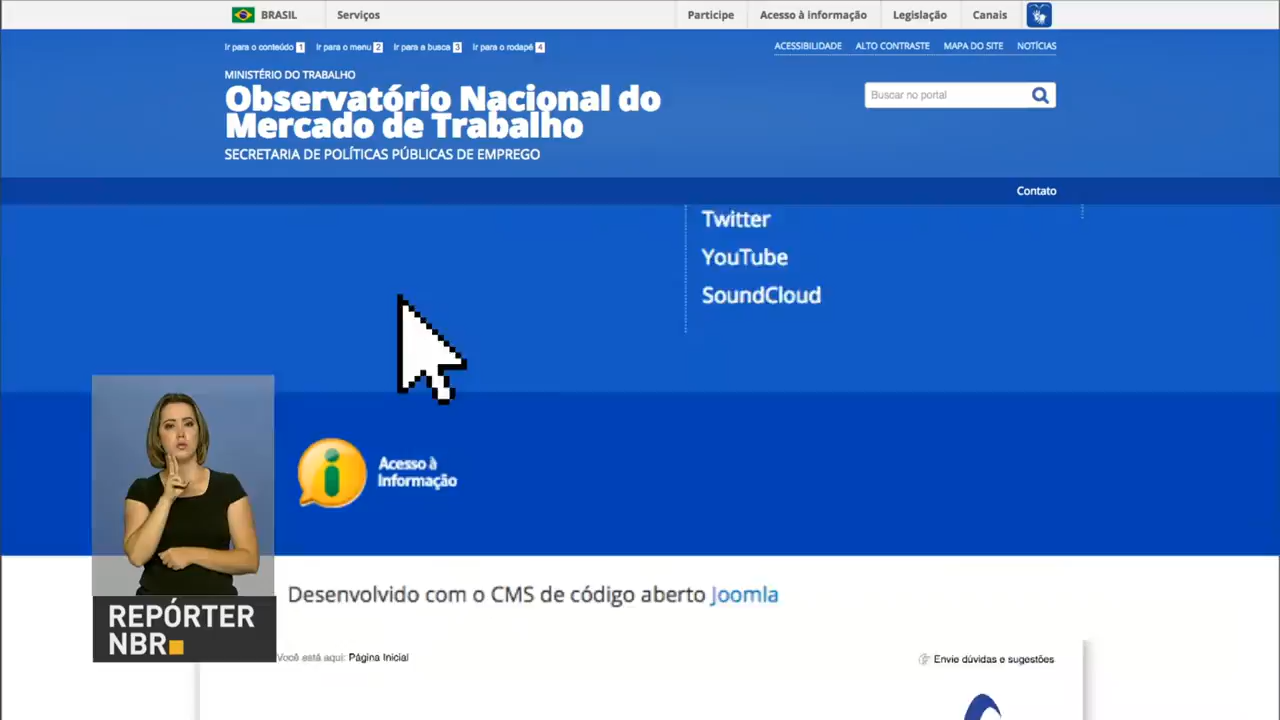 BRASIL
Serviços
Participe
Acesso à informação
Legislação
Canais
Ir para o conteúdo 1
Ir para o menu 2
Ir para a busca 3
Ir para o rodapé 4
ACESSIBILIDADE
ALTO CONTRASTE
MAPA DO SITE
NOTÍCIAS
MINISTÉRIO DO TRABALHO
Observatório Nacional do
Mercado de Trabalho
SECRETARIA DE POLÍTICAS PÚBLICAS DE EMPREGO
Buscar no portal
Contato
Twitter
YouTube
SoundCloud
Acesso à
Informação
Desenvolvido com o CMS de código aberto Joomla
REPÓRTER
NBR
Você está aqui: Página Inicial
Envie dúvidas e sugestões